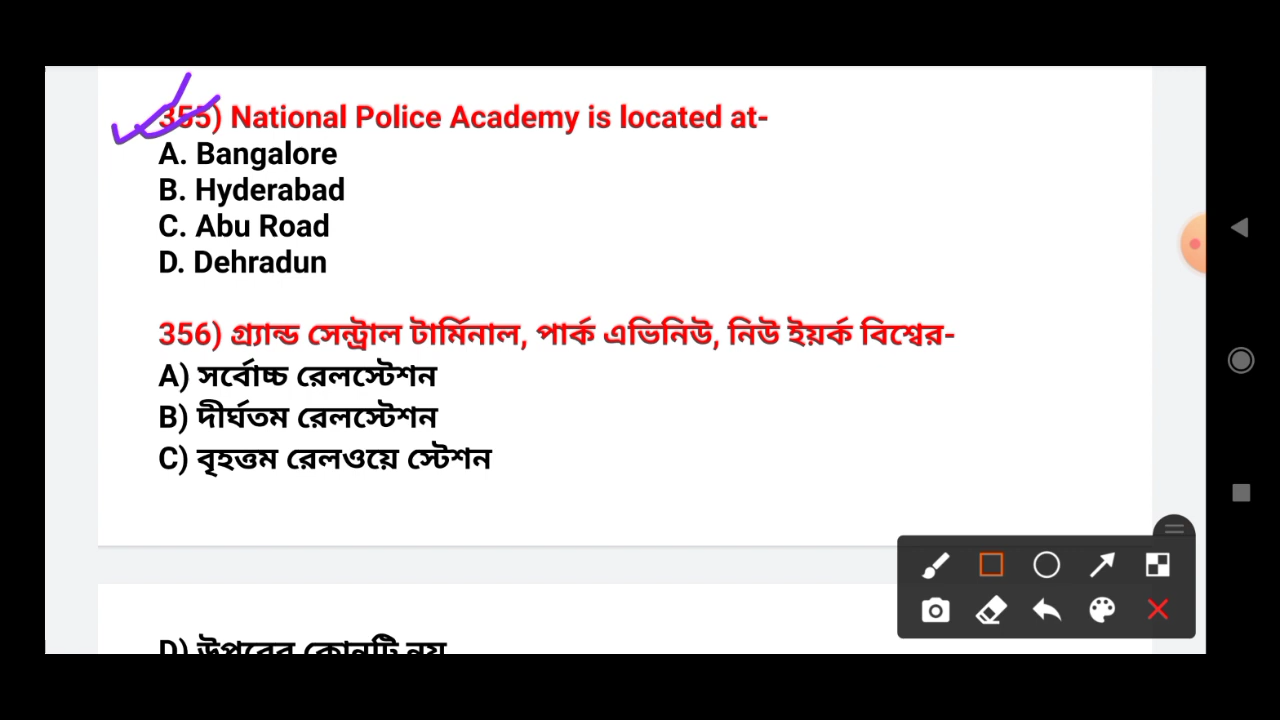 355) National Police Academy is located at-
A. Bangalore
B. Hyderabad
C. Abu Road
D. Dehradun
356) গ্র্যান্ড সেন্ট্রাল টার্মিনাল, পার্ক এভিনিউ, নিউ ইয়র্ক বিশ্বের-
A) সর্বোচ্চ রেলস্টেশন
B) দীর্ঘতম রেলস্টেশন
C) বৃহত্তম রেলওয়ে স্টেশন
D) উপরের কোনটি নয়